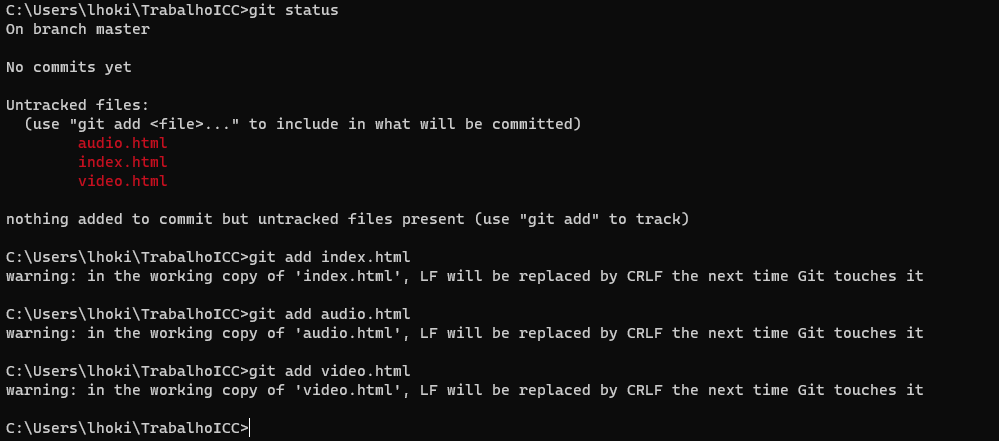 C:\Users\lhoki\TrabalhoICC>git status
On branch master
No commits yet
Untracked files:
  (use "git add <file>..." to include in what will be committed)
        audio.html
        index.html
        video.html
nothing added to commit but untracked files present (use "git add" to track)
C:\Users\lhoki\TrabalhoICC>git add index.html
warning: in the working copy of 'index.html', LF will be replaced by CRLF the next time Git touches it
C:\Users\lhoki\TrabalhoICC>git add audio.html
warning: in the working copy of 'audio.html', LF will be replaced by CRLF the next time Git touches it
C:\Users\lhoki\TrabalhoICC>git add video.html
warning: in the working copy of 'video.html', LF will be replaced by CRLF the next time Git touches it
C:\Users\lhoki\TrabalhoICC>